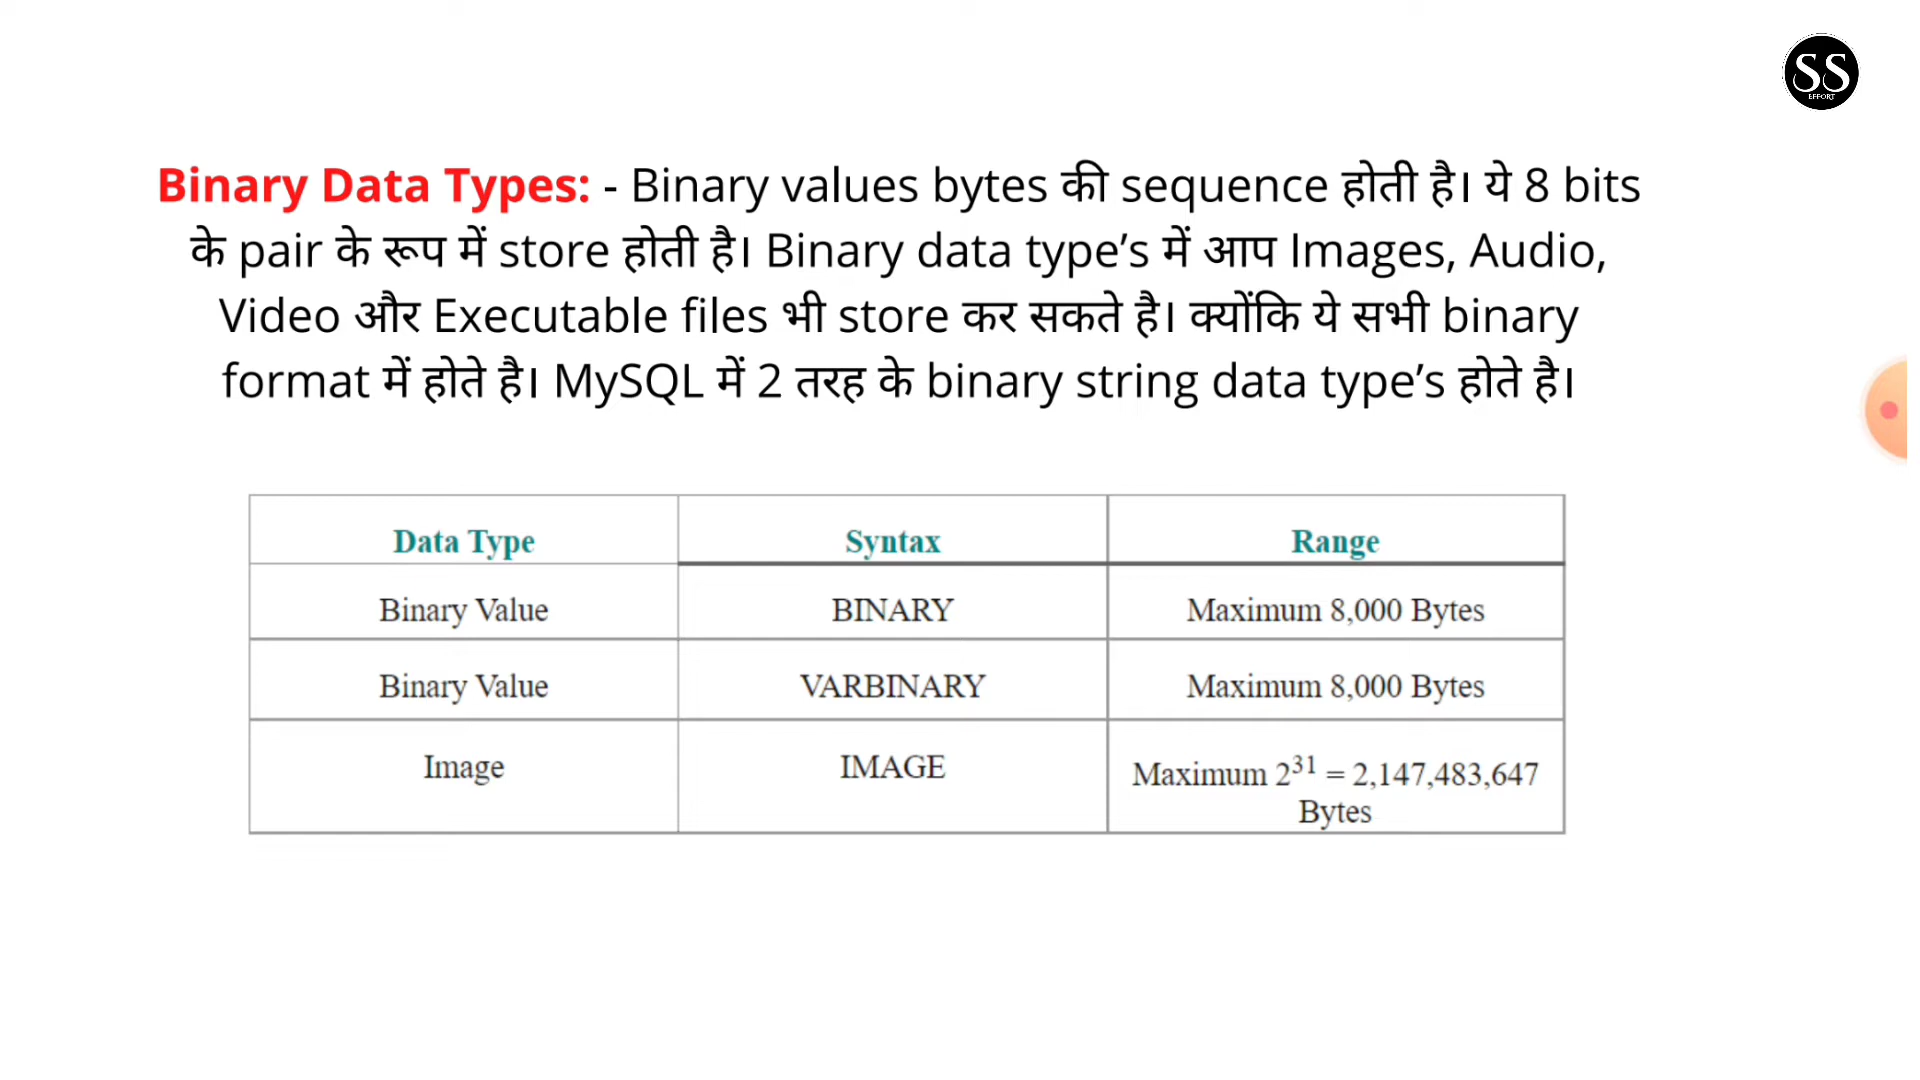 SS
EFFORT
Binary Data Types: - Binary values bytes की sequence होती है। ये 8 bits
के pair के रूप में store होती है। Binary data type’s में आप Images, Audio,
Video और Executable files भी store कर सकते है। क्योंकि ये सभी binary
format में होते है। MySQL में 2 तरह के binary string data type’s होते है।
Data Type Syntax Range
Binary Value BINARY Maximum 8,000 Bytes
Binary Value VARBINARY Maximum 8,000 Bytes
Image IMAGE Maximum 2³¹ = 2,147,483,647
Bytes